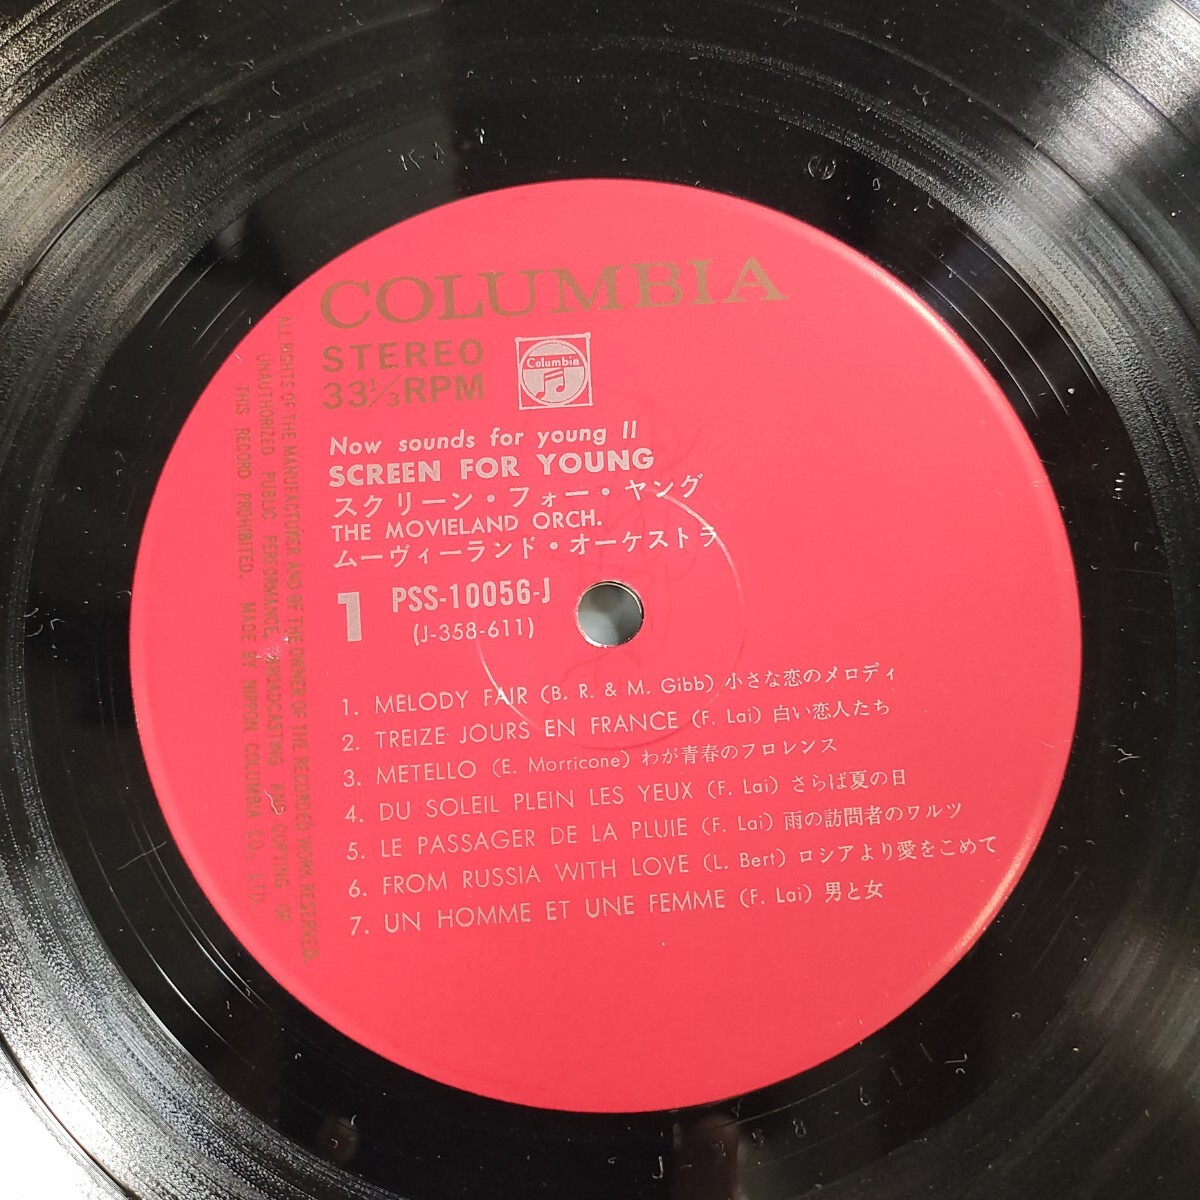 COLUMBIA
STEREO
33 1/3 RPM
Columbia
Now sounds for young II
SCREEN FOR YOUNG
スクリーン・フォー・ヤング
THE MOVIELAND ORCH.
ムーヴィーランド・オーケストラ
1 PSS-10056-J
(J-358-611)
1. MELODY FAIR (B. R. & M. Gibb) 小さな恋のメロディ
2. TREIZE JOURS EN FRANCE (F. Lai) 白い恋人たち
3. METELLO (E. Morricone) わが青春のフロレンス
4. DU SOLEIL PLEIN LES YEUX (F. Lai) さらば夏の日
5. LE PASSAGER DE LA PLUIE (F. Lai) 雨の訪問者のワルツ
6. FROM RUSSIA WITH LOVE (L. Bert) ロシアより愛をこめて
7. UN HOMME ET UNE FEMME (F. Lai) 男と女
ALL RIGHTS OF THE MANUFACTURER AND OF THE OWNER OF THE RECORDED WORK RESERVED.
UNAUTHORIZED PUBLIC PERFORMANCE, BROADCASTING AND COPYING OF
THIS RECORD PROHIBITED. MADE BY NIPPON COLUMBIA CO., LTD.